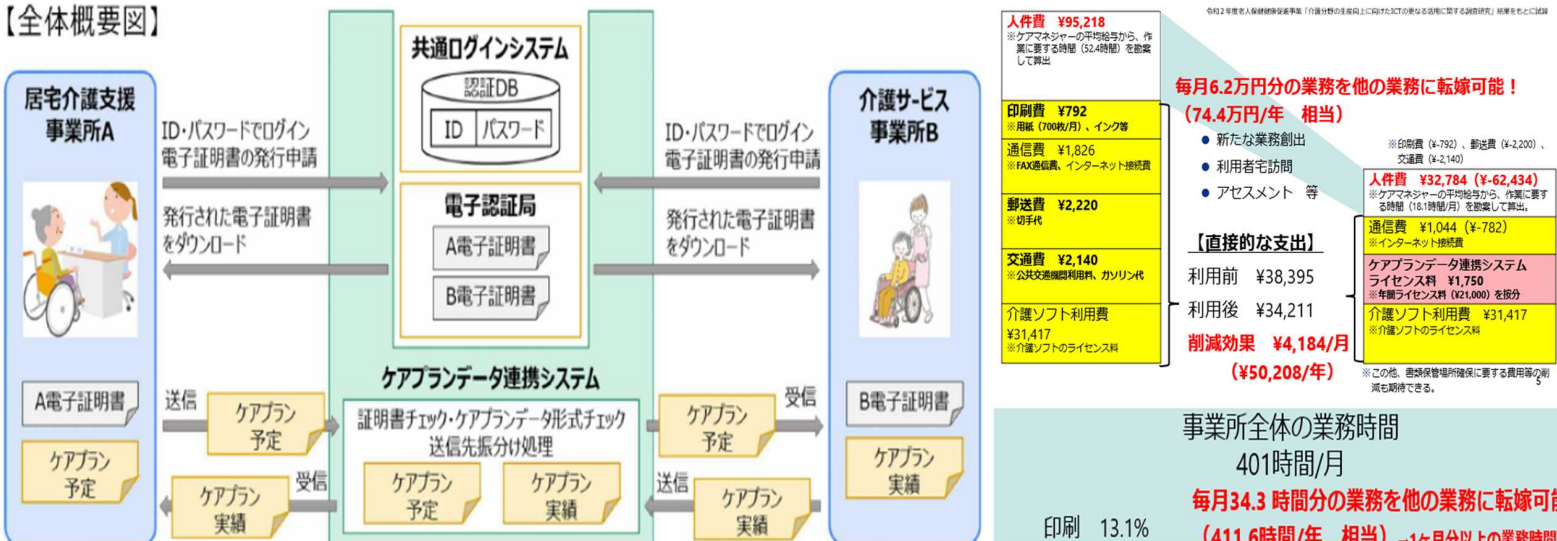 【全体概要図】
共通ログインシステム
認証DB
ID パスワード
居宅介護支援
事業所A
介護サービス
事業所B
ID・パスワードでログイン
電子証明書の発行申請
ID・パスワードでログイン
電子証明書の発行申請
電子認証局
A電子証明書
B電子証明書
発行された電子証明書
をダウンロード
発行された電子証明書
をダウンロード
ケアプランデータ連携システム
証明書チェック・ケアプランデータ形式チェック
送信先振分け処理
ケアプラン
予定
ケアプラン
実績
A電子証明書
ケアプラン
予定
送信
ケアプラン
予定
受信
ケアプラン
実績
ケアプラン
予定
受信
送信
ケアプラン
実績
B電子証明書
ケアプラン
実績
令和2年度老人保健健康促進事業「介護分野の生産向上に向けたICTの更なる活用に関する調査研究」結果をもとに試算
人件費 ¥95,218
※ケアマネジャーの平均給与から、作
業に要する時間（52.4時間）を勘案
して算出
印刷費 ¥792
※用紙（700枚/月）、インク等
通信費 ¥1,826
※FAX通信費、インターネット接続費
郵送費 ¥2,220
※切手代
交通費 ¥2,140
※公共交通機関利用料、ガソリン代
介護ソフト利用費
¥31,417
※介護ソフトのライセンス料
毎月6.2万円分の業務を他の業務に転嫁可能！
（74.4万円/年 相当）
● 新たな業務創出
● 利用者宅訪問
● アセスメント 等
【直接的な支出】
利用前 ¥38,395
利用後 ¥34,211
削減効果 ¥4,184/月
（¥50,208/年）
※印刷費（¥-792）、郵送費（¥-2,200）、
交通費（¥-2,140）
人件費 ¥32,784（¥-62,434）
※ケアマネジャーの平均給与から、作業に要す
る時間（18.1時間/月）を勘案して算出。
通信費 ¥1,044（¥-782）
※インターネット接続費
ケアプランデータ連携システム
ライセンス料 ¥1,750
※年間ライセンス料（¥21,000）を按分
介護ソフト利用費 ¥31,417
※介護ソフトのライセンス料
※この他、書類保管場所確保に要する費用等の削
減も期待できる。
5
事業所全体の業務時間
401時間/月
毎月34.3 時間分の業務を他の業務に転嫁可能
印刷 13.1%
（411.6時間/年 相当）→1ヶ月分以上の業務時間